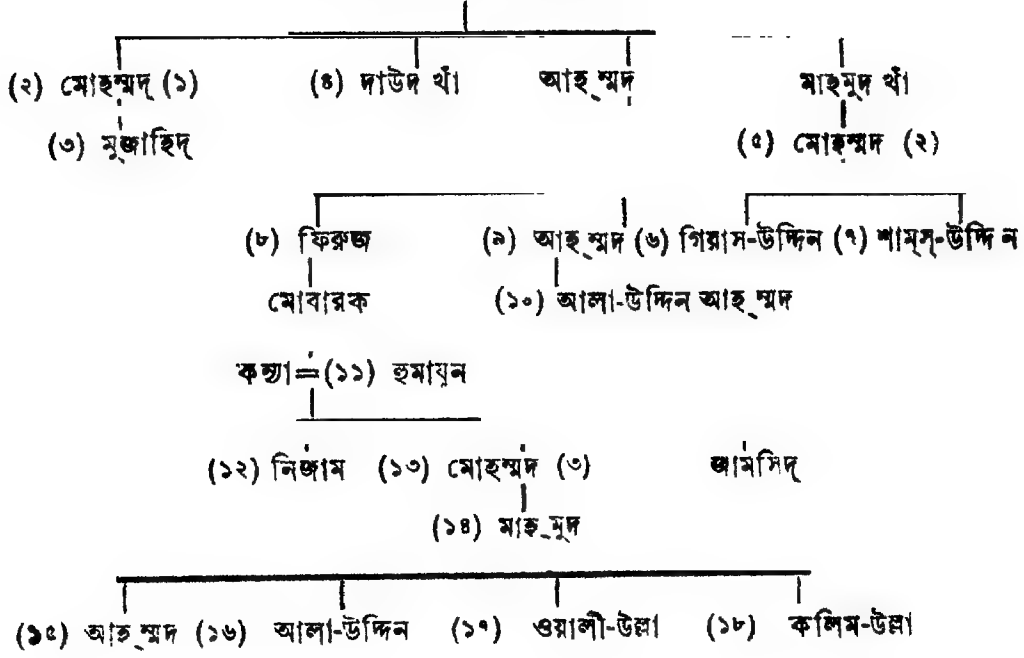 (২) মোহম্মদ্ (১) (৪) দাউদ খাঁ আহ্ম্মদ মাহমুদ খাঁ
(৩) মুজাহিদ্ (৫) মোহম্মদ (২)
(৮) ফিরুজ (৯) আহ্ম্মদ (৬) গিয়াস-উদ্দিন (৭) শাম্স্-উদ্দিন
মোবারক (১০) আলা-উদ্দিন আহ্ম্মদ
কন্যা = (১১) হুমায়ুন
(১২) নিজাম (১৩) মোহম্মদ (৩) জামসিদ্
(১৪) মাহ্মুদ
(১৫) আহ্ম্মদ (১৬) আলা-উদ্দিন (১৭) ওয়ালী-উল্লা (১৮) কলিম-উল্লা